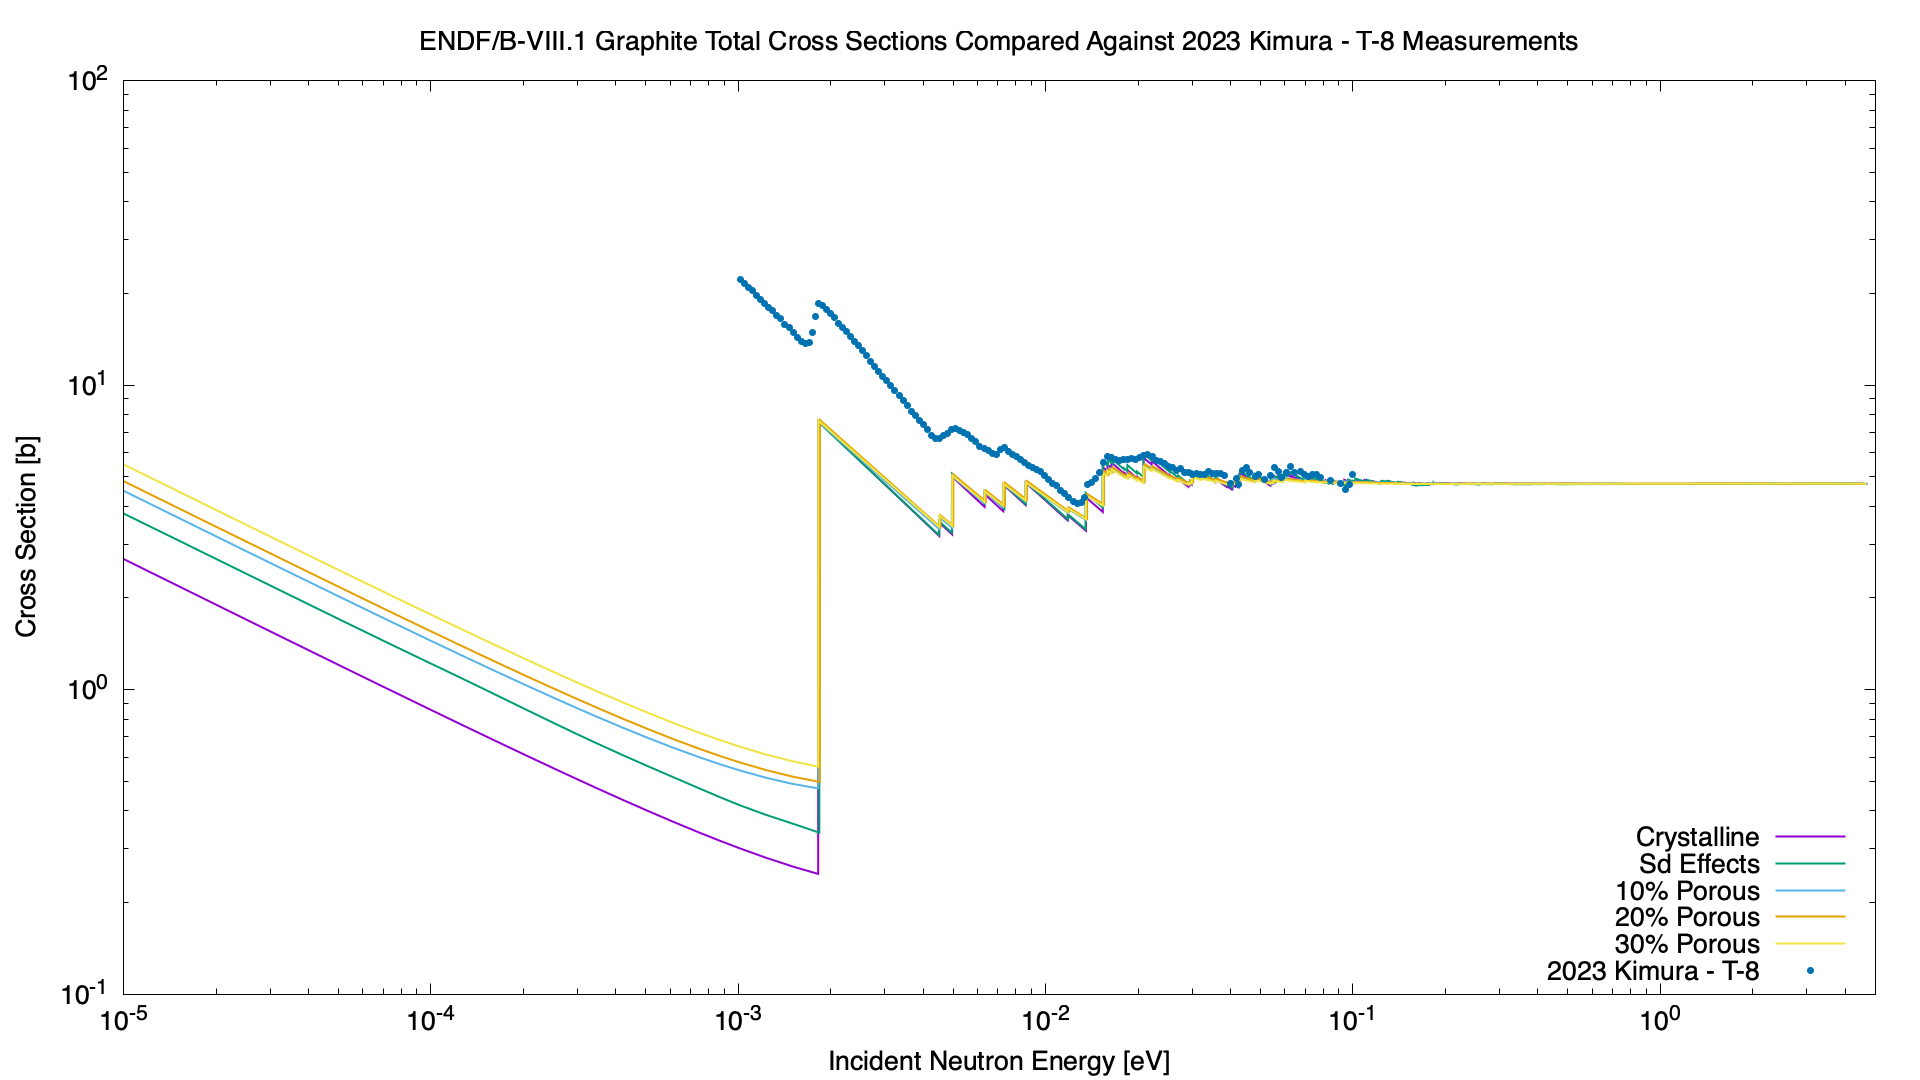 ENDF/B-VIII.1 Graphite Total Cross Sections Compared Against 2023 Kimura - T-8 Measurements
10^2
10^1
10^0
10^-1
Cross Section [b]
Crystalline
Sd Effects
10% Porous
20% Porous
30% Porous
2023 Kimura - T-8
10^-5 10^-4 10^-3 10^-2 10^-1 10^0
Incident Neutron Energy [eV]